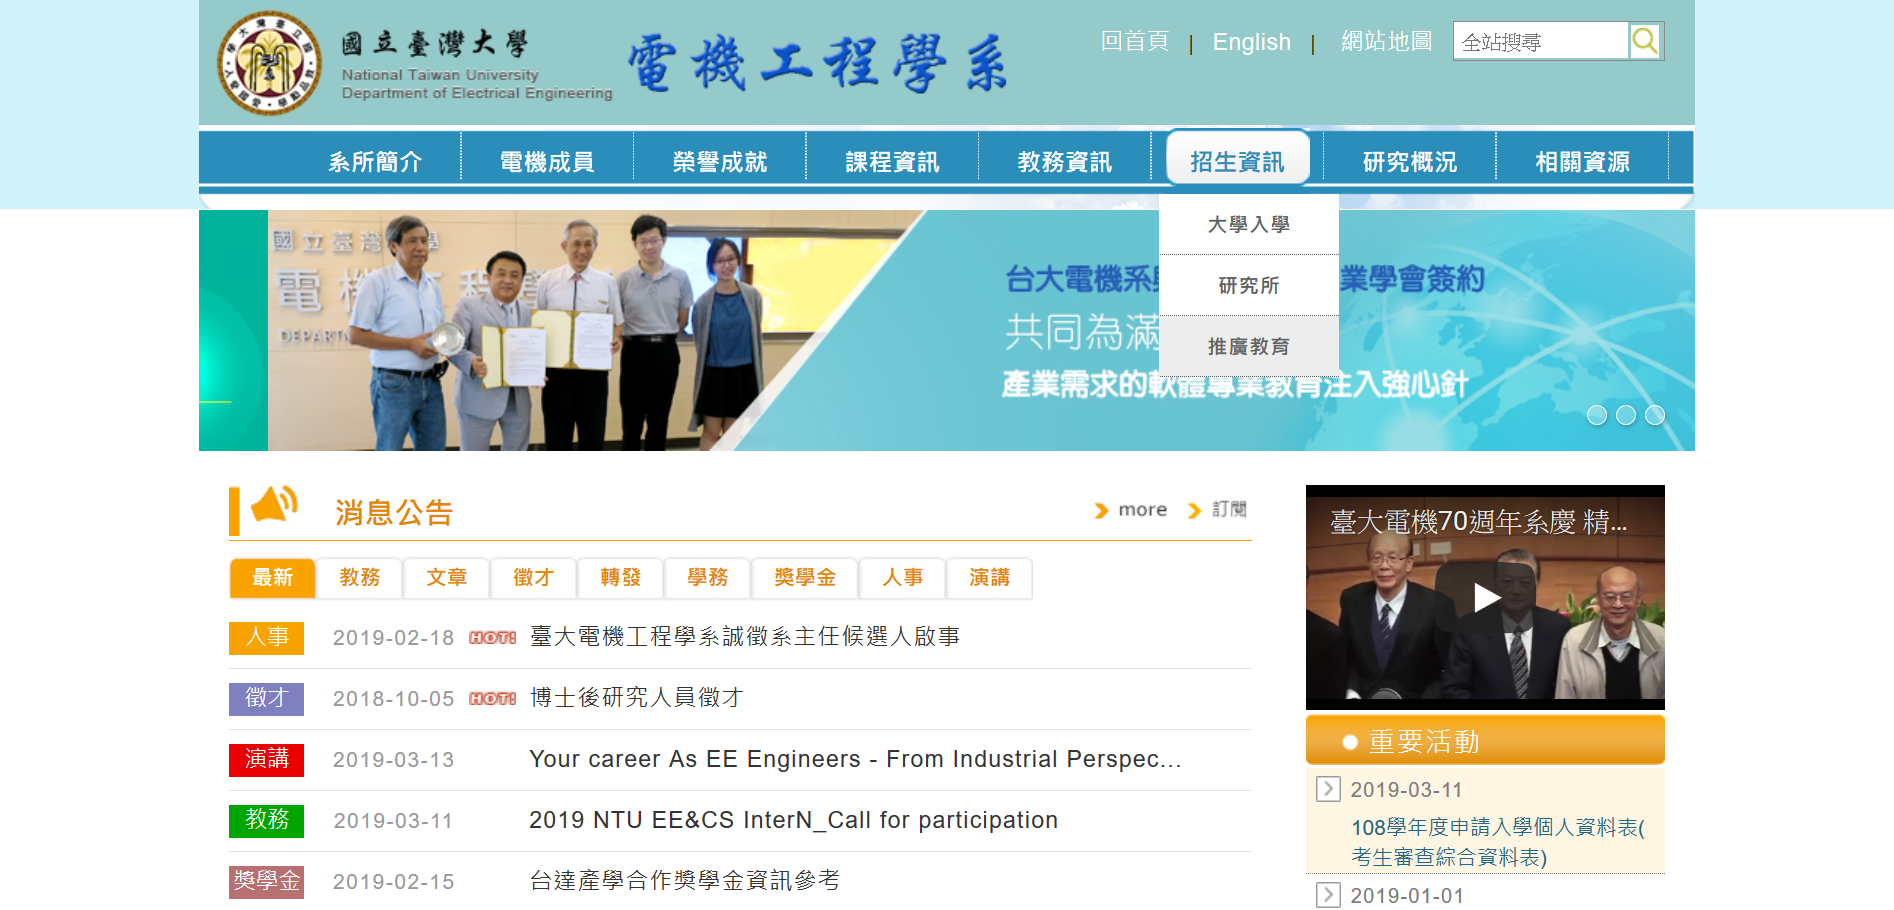 國立臺灣大學
National Taiwan University
Department of Electrical Engineering
電機工程學系
回首頁 | English | 網站地圖
全站搜尋
系所簡介 電機成員 榮譽成就 課程資訊 教務資訊 招生資訊 研究概況 相關資源
大學入學
研究所
推廣教育
國立臺灣 學
電機工程學
DEPARTM
台大電機系 業學會簽約
共同為滿
產業需求的軟體專業教育注入強心針
消息公告
more 訂閱
最新 教務 文章 徵才 轉發 學務 獎學金 人事 演講
人事 2019-02-18 HOT! 臺大電機工程學系誠徵系主任候選人啟事
徵才 2018-10-05 HOT! 博士後研究人員徵才
演講 2019-03-13 Your career As EE Engineers - From Industrial Perspec...
教務 2019-03-11 2019 NTU EE&CS InterN_Call for participation
獎學金 2019-02-15 台達產學合作獎學金資訊參考
臺大電機70週年系慶 精...
重要活動
2019-03-11
108學年度申請入學個人資料表(
考生審查綜合資料表)
2019-01-01